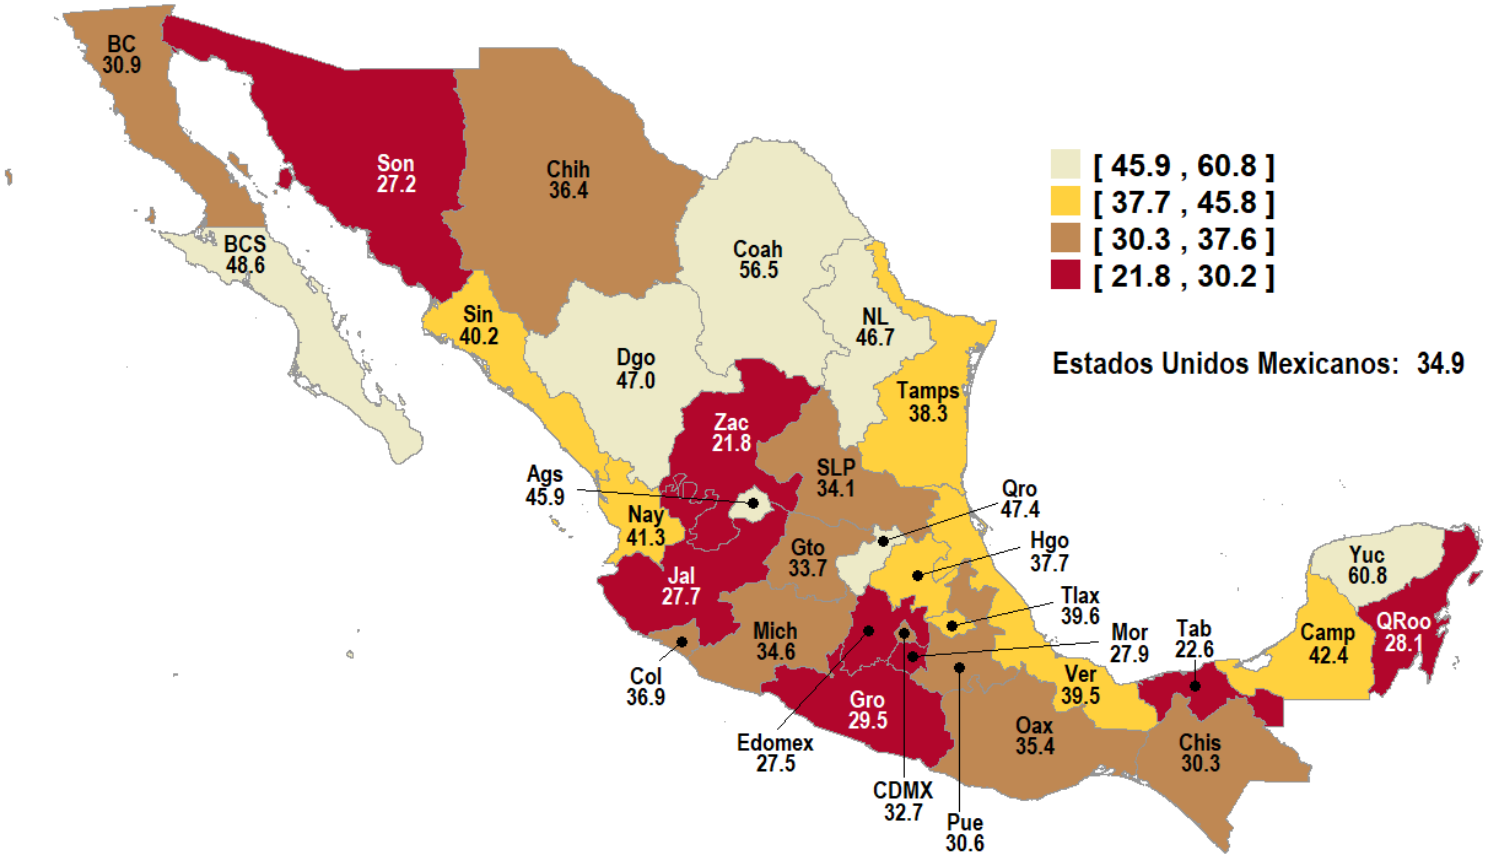 BC
30.9
Son
27.2
Chih
36.4
BCS
48.6
Coah
56.5
[ 45.9 , 60.8 ]
[ 37.7 , 45.8 ]
[ 30.3 , 37.6 ]
[ 21.8 , 30.2 ]
Estados Unidos Mexicanos: 34.9
Sin
40.2
NL
46.7
Dgo
47.0
Tamps
38.3
Zac
21.8
SLP
34.1
Ags
45.9
Qro
47.4
Nay
41.3
Gto
33.7
Hgo
37.7
Yuc
60.8
Jal
27.7
Tlax
39.6
Mich
34.6
Mor
27.9
Tab
22.6
Camp
42.4
QRoo
28.1
Col
36.9
Ver
39.5
Gro
29.5
Edomex
27.5
Oax
35.4
Chis
30.3
CDMX
32.7
Pue
30.6